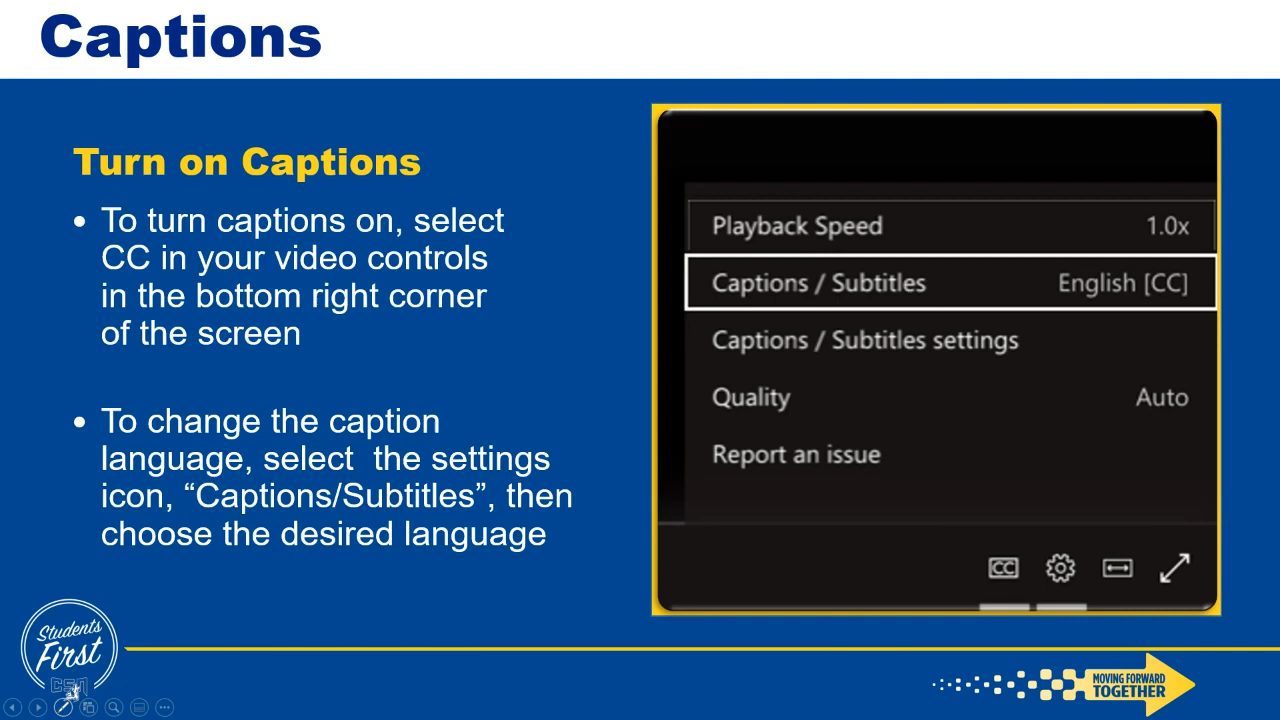 Captions
Turn on Captions
• To turn captions on, select
CC in your video controls
in the bottom right corner
of the screen
• To change the caption
language, select  the settings
icon, “Captions/Subtitles”, then
choose the desired language
Playback Speed 1.0x
Captions / Subtitles English [CC]
Captions / Subtitles settings
Quality Auto
Report an issue
CC
Students
First
CSN
MOVING FORWARD
TOGETHER